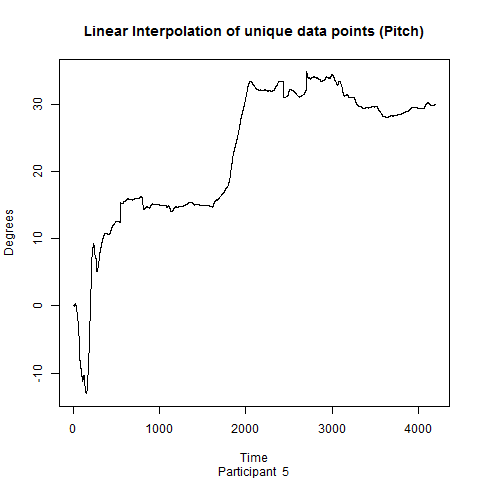 Linear Interpolation of unique data points (Pitch)
Degrees
30
20
10
0
-10
0 1000 2000 3000 4000
Time
Participant 5